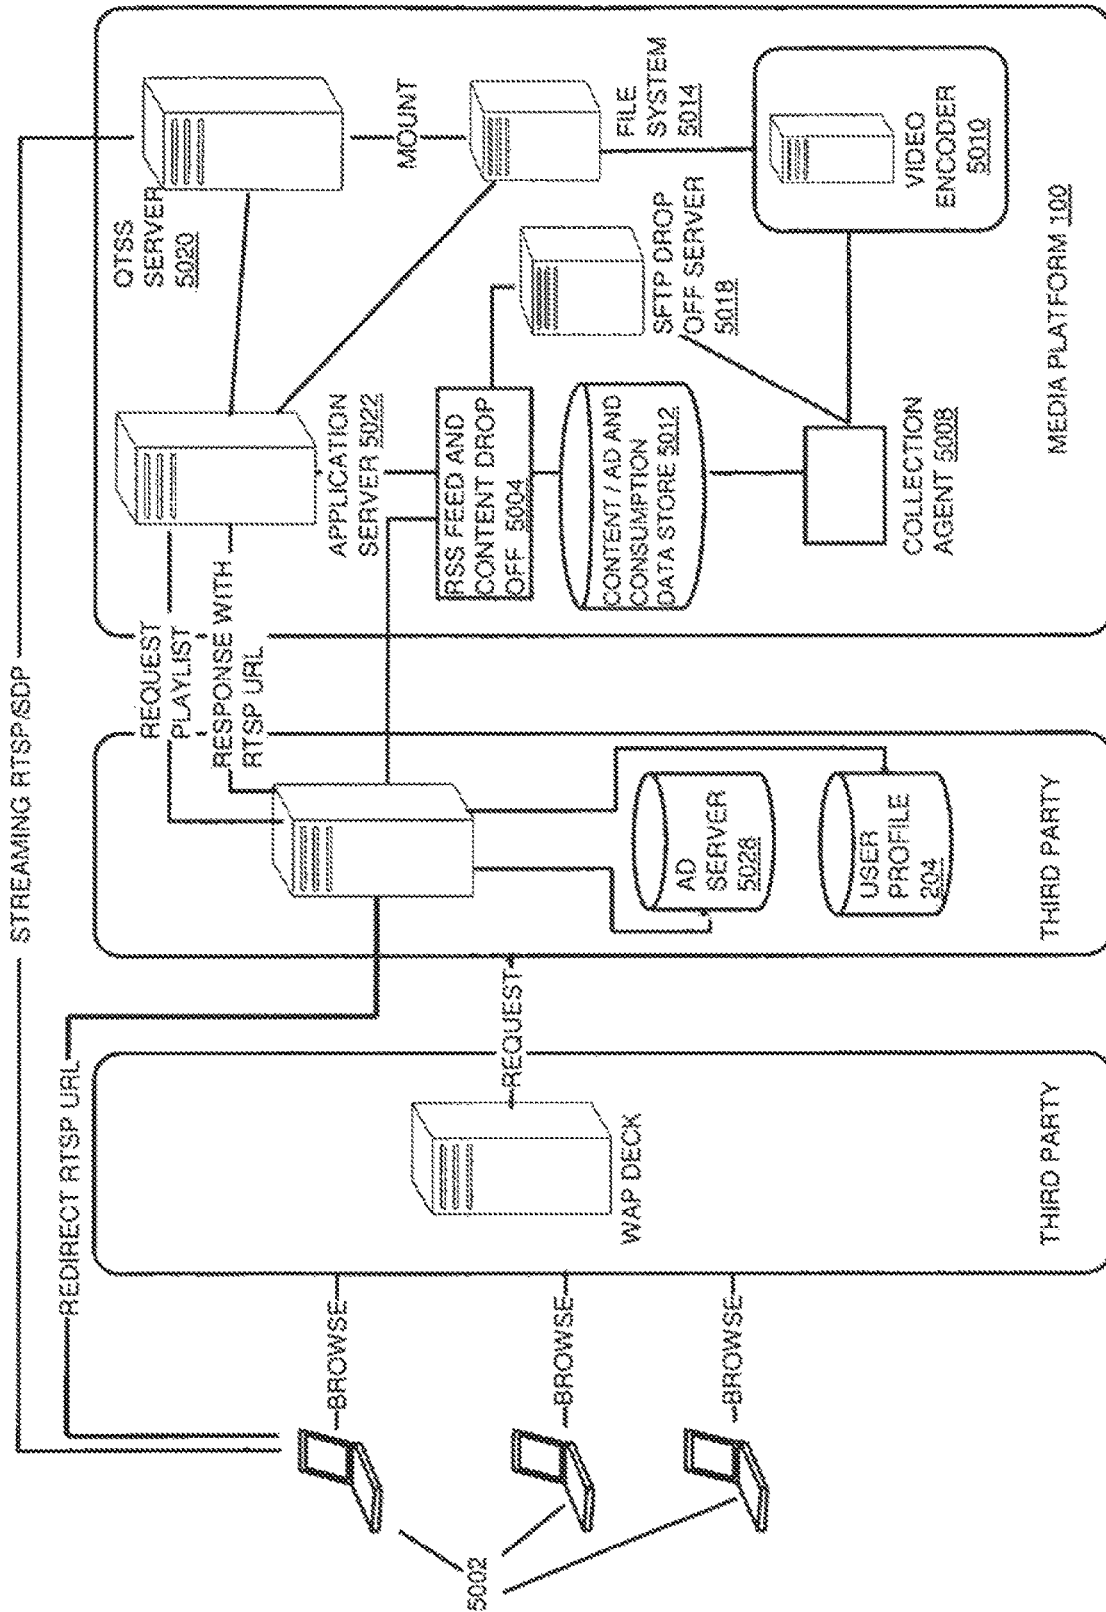 STREAMING RTSP/SDP
REDIRECT RTSP URL
5002
BROWSE
BROWSE
BROWSE
WAP DECK
THIRD PARTY
REQUEST
AD
SERVER
5028
USER
PROFILE
204
THIRD PARTY
REQUEST
PLAYLIST
RESPONSE WITH
RTSP URL
QTSS
SERVER
5020
APPLICATION
SERVER 5022
MOUNT
FILE
SYSTEM
5014
RSS FEED AND
CONTENT DROP
OFF 5004
SFTP DROP
OFF SERVER
5018
CONTENT / AD AND
CONSUMPTION
DATA STORE 5012
VIDEO
ENCODER
5010
COLLECTION
AGENT 5008
MEDIA PLATFORM 100